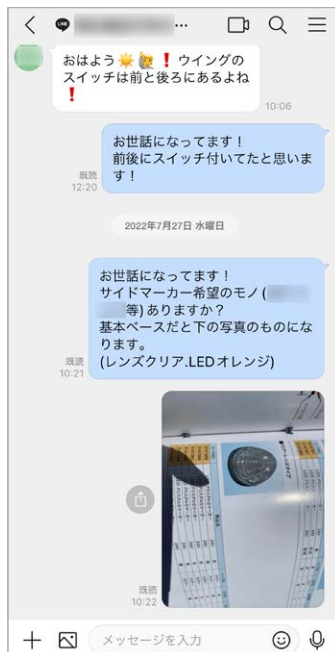 LINE
おはよう☀️🙋❗ウイングの
スイッチは前と後ろにあるよね
❗
10:06
お世話になってます！
前後にスイッチ付いてたと思いま
す！
既読
12:20
2022年7月27日 水曜日
お世話になってます！
サイドマーカー希望のモノ(
等)ありますか？
基本ベースだと下の写真のものにな
ります。
(レンズクリア.LEDオレンジ)
既読
10:21
既読
10:22
メッセージを入力